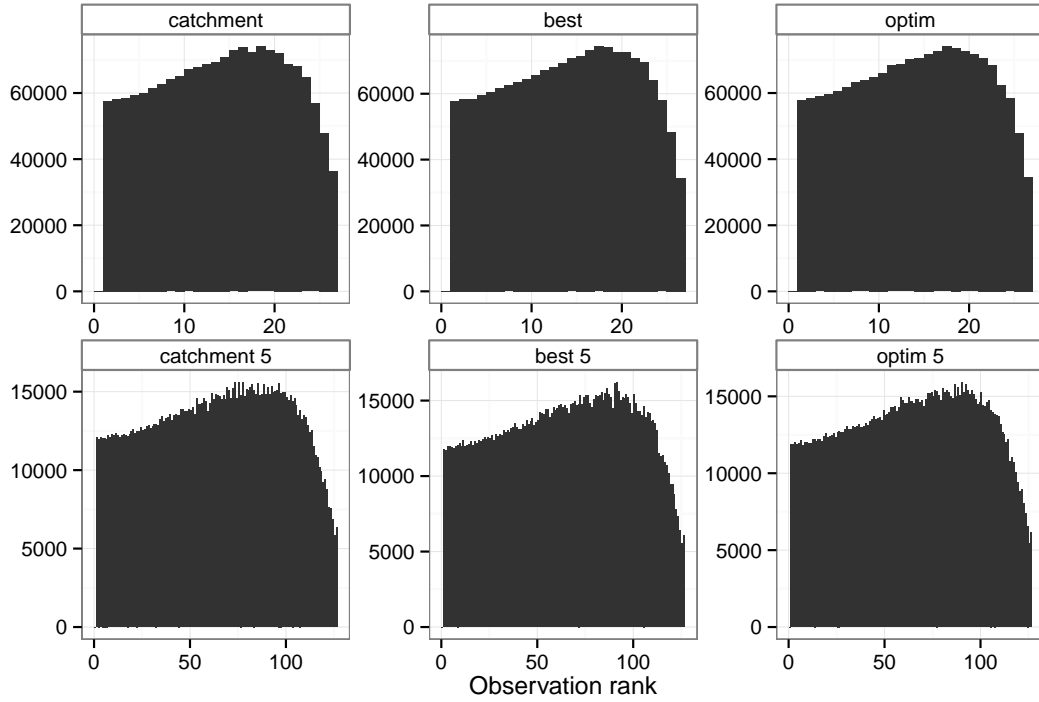 catchment best optim
60000 60000 60000
40000 40000 40000
20000 20000 20000
0 0 0
0 10 20 0 10 20 0 10 20
catchment 5 best 5 optim 5
15000 15000 15000
10000 10000 10000
5000 5000 5000
0 0 0
0 50 100 0 50 100 0 50 100
Observation rank